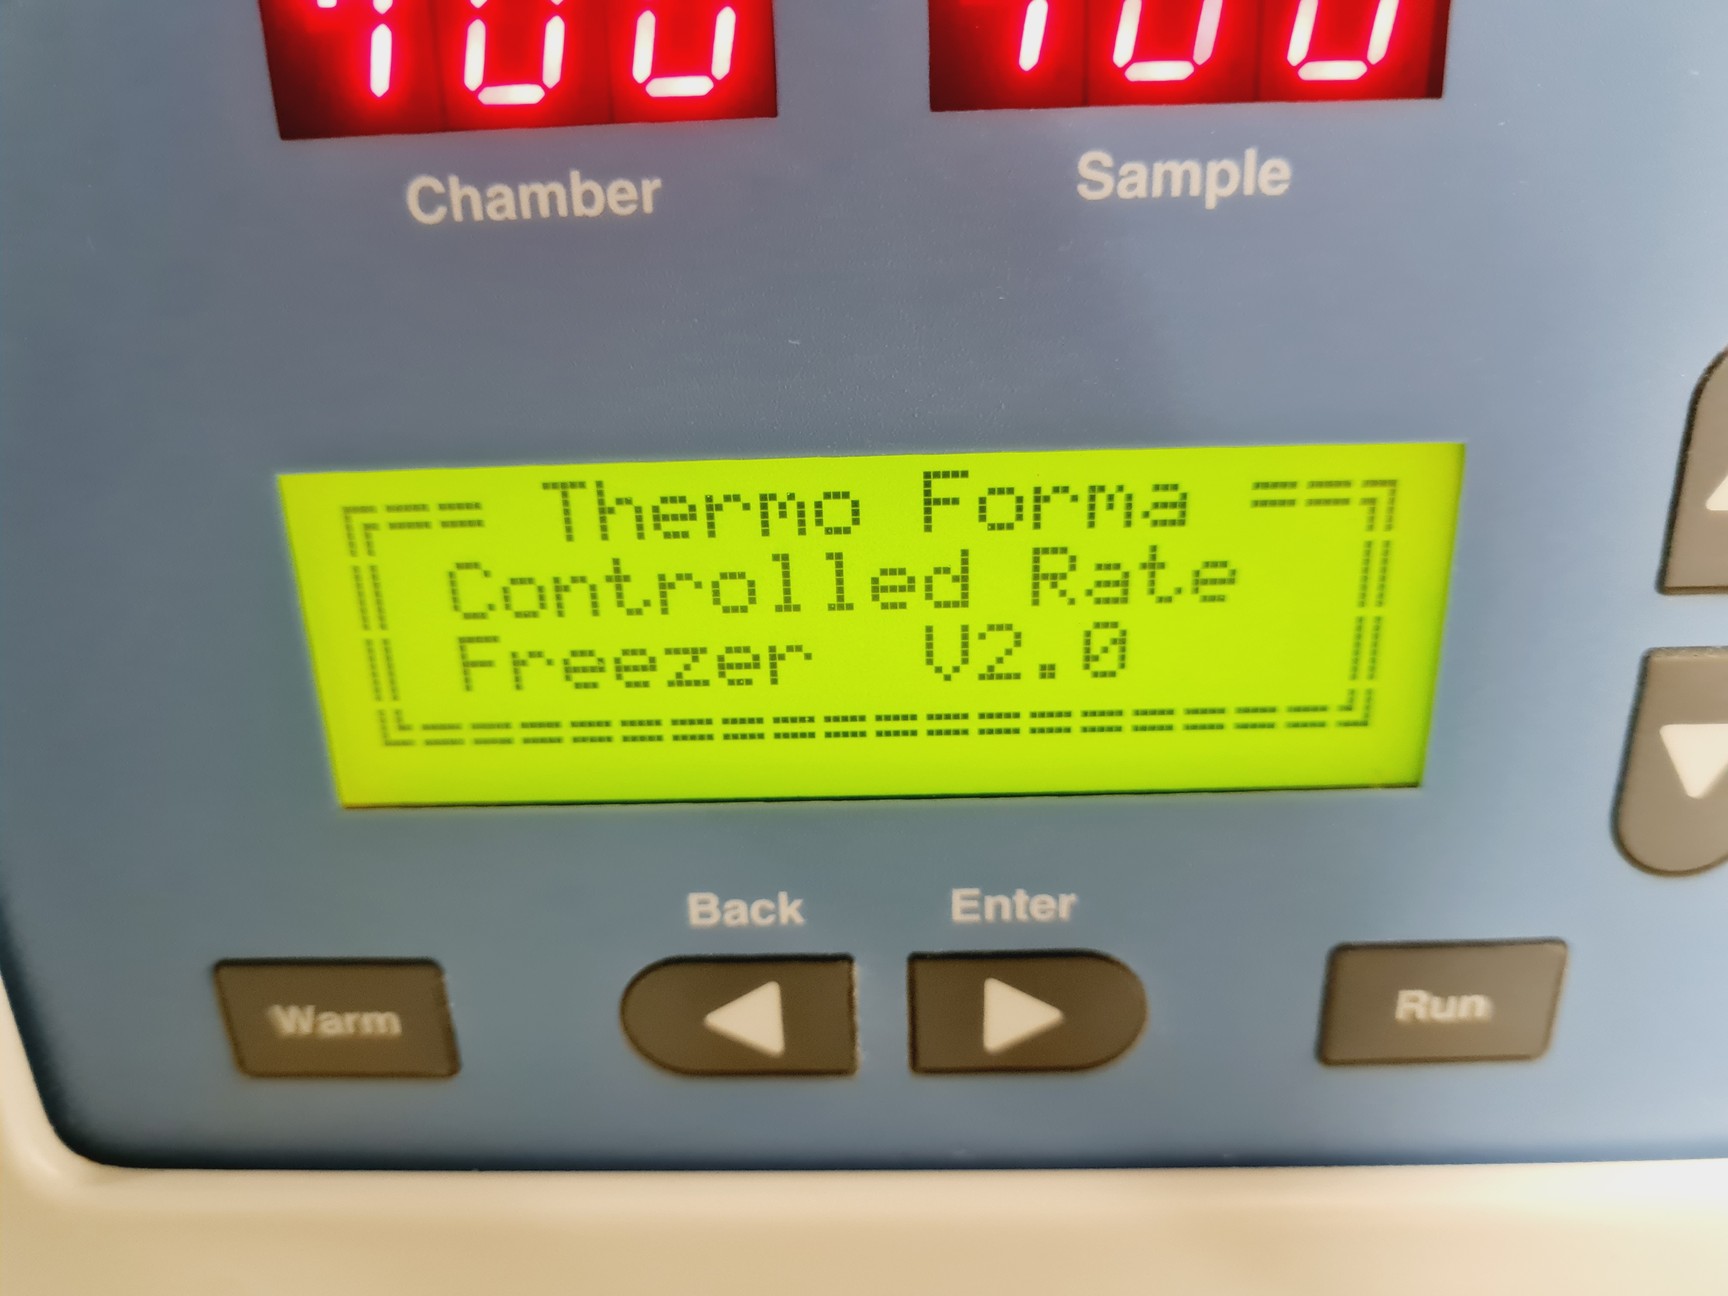 Chamber
Sample
Thermo Forma
Controlled Rate
Freezer V2.0
Back
Enter
Warm
Run